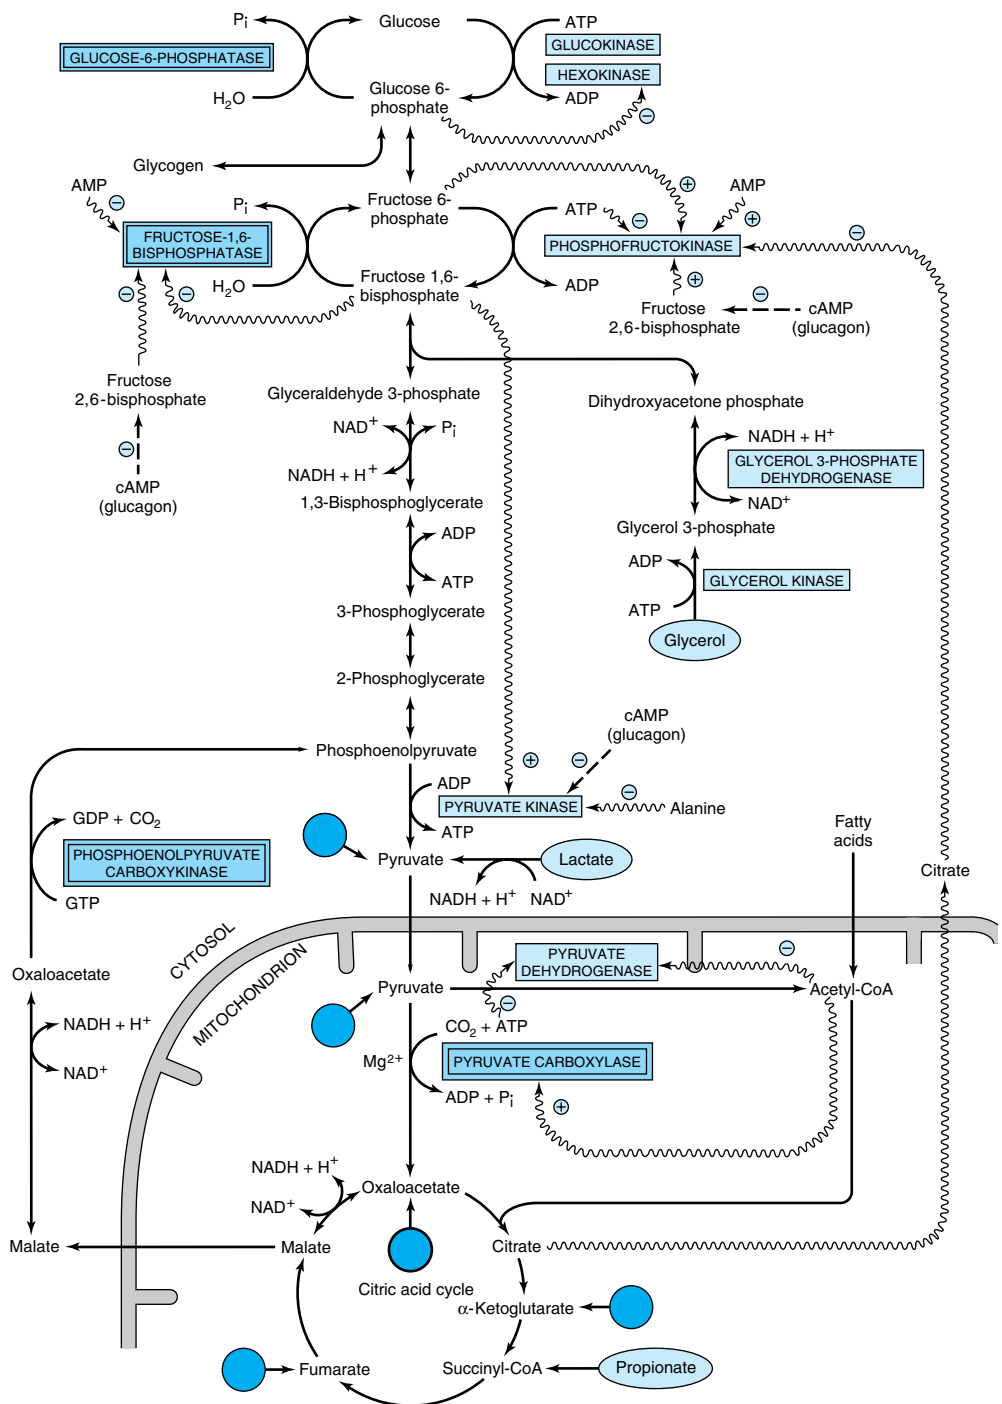 Pi
Glucose
ATP
GLUCOKINASE
GLUCOSE-6-PHOSPHATASE
HEXOKINASE
H2O
Glucose 6-
phosphate
ADP
−
Glycogen
AMP
−
Pi
Fructose 6-
phosphate
+
ATP
−
AMP
+
−
FRUCTOSE-1,6-
BISPHOSPHATASE
PHOSPHOFRUCTOKINASE
−
−
H2O
Fructose 1,6-
bisphosphate
ADP
+
Fructose
2,6-bisphosphate
−
cAMP
(glucagon)
Fructose
2,6-bisphosphate
Glyceraldehyde 3-phosphate
Dihydroxyacetone phosphate
−
NAD+
Pi
NADH + H+
NADH + H+
GLYCEROL 3-PHOSPHATE
DEHYDROGENASE
cAMP
(glucagon)
1,3-Bisphosphoglycerate
NAD+
Glycerol 3-phosphate
ADP
ATP
ADP
GLYCEROL KINASE
ATP
3-Phosphoglycerate
Glycerol
2-Phosphoglycerate
cAMP
(glucagon)
Phosphoenolpyruvate
+
−
ADP
PYRUVATE KINASE
−
Alanine
ATP
GDP + CO2
PHOSPHOENOLPYRUVATE
CARBOXYKINASE
GTP
Pyruvate
Lactate
NADH + H+
NAD+
Fatty
acids
Citrate
CYTOSOL
MITOCHONDRION
Oxaloacetate
PYRUVATE
DEHYDROGENASE
−
Pyruvate
−
Acetyl-CoA
NADH + H+
NAD+
CO2 + ATP
Mg2+
PYRUVATE CARBOXYLASE
ADP + Pi
+
NADH + H+
NAD+
Oxaloacetate
Malate
Malate
Citrate
Citric acid cycle
α-Ketoglutarate
Fumarate
Succinyl-CoA
Propionate